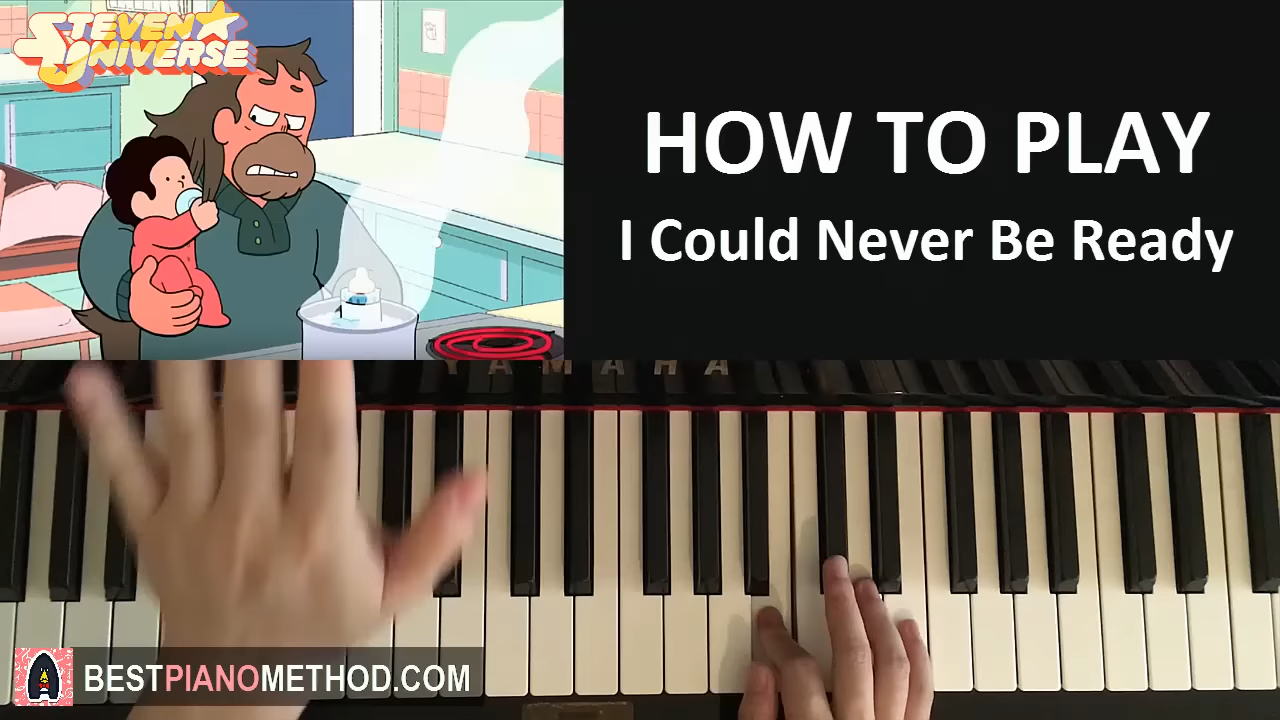 STEVEN
UNIVERSE
HOW TO PLAY
I Could Never Be Ready
YAMAHA
BESTPIANOMETHOD.COM